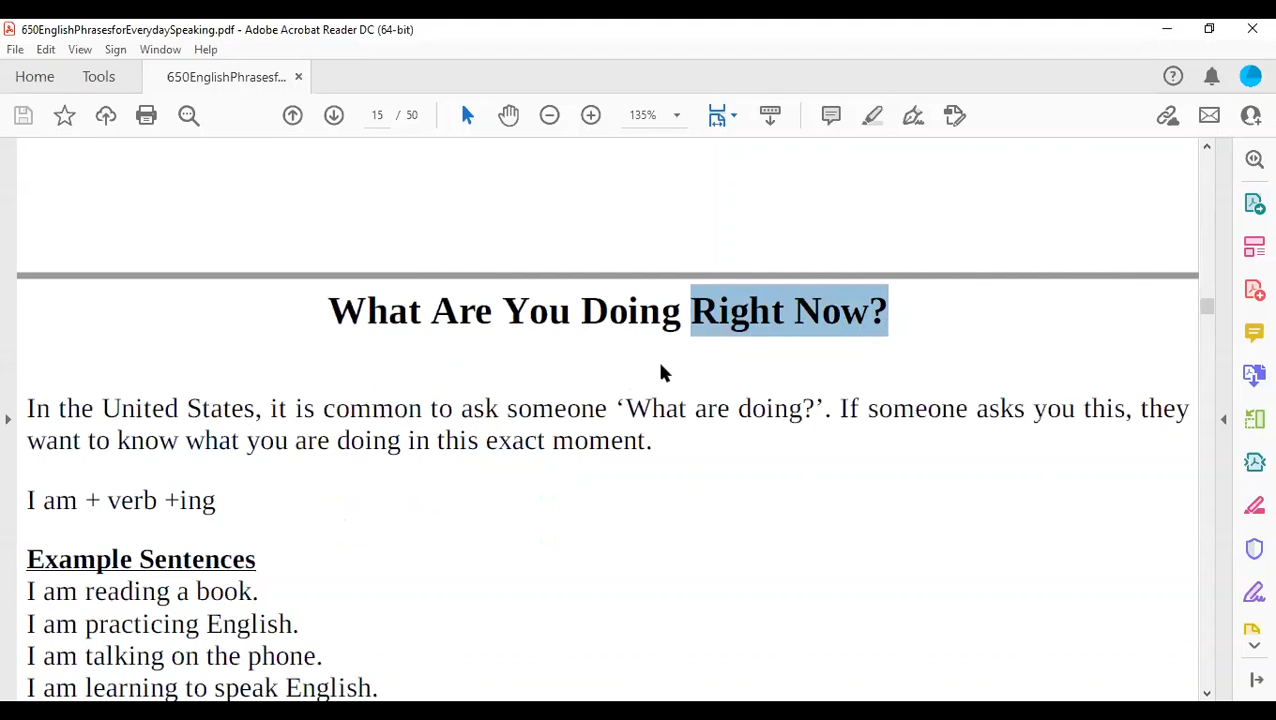 650EnglishPhrasesforEverydaySpeaking.pdf - Adobe Acrobat Reader DC (64-bit)
File Edit View Sign Window Help
Home Tools 650EnglishPhrasesf... ×
15 / 50 135%
What Are You Doing Right Now?
In the United States, it is common to ask someone ‘What are doing?’. If someone asks you this, they
want to know what you are doing in this exact moment.
I am + verb +ing
Example Sentences
I am reading a book.
I am practicing English.
I am talking on the phone.
I am learning to speak English.